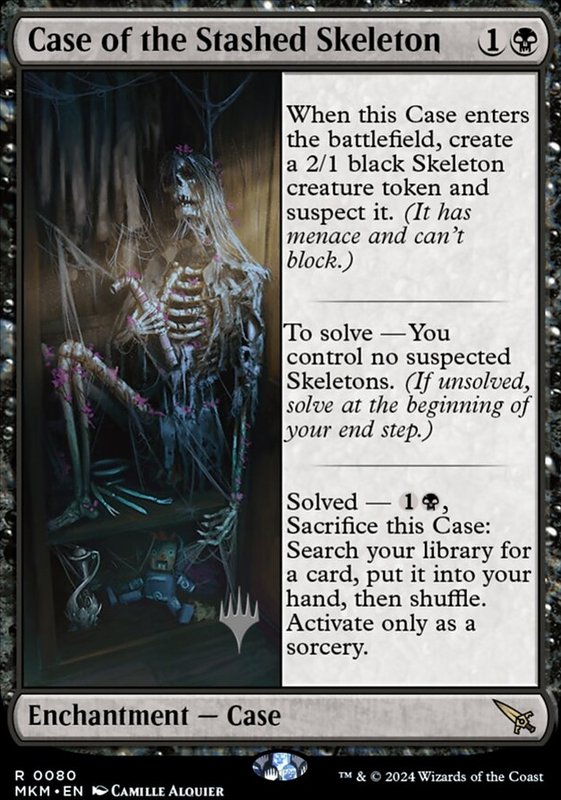 Case of the Stashed Skeleton 1
When this Case enters
the battlefield, create
a 2/1 black Skeleton
creature token and
suspect it. (It has
menace and can't
block.)
To solve — You
control no suspected
Skeletons. (If unsolved,
solve at the beginning of
your end step.)
Solved — 1,
Sacrifice this Case:
Search your library for
a card, put it into your
hand, then shuffle.
Activate only as a
sorcery.
Enchantment — Case
R 0080
MKM • EN Camille Alquier
™ & © 2024 Wizards of the Coast